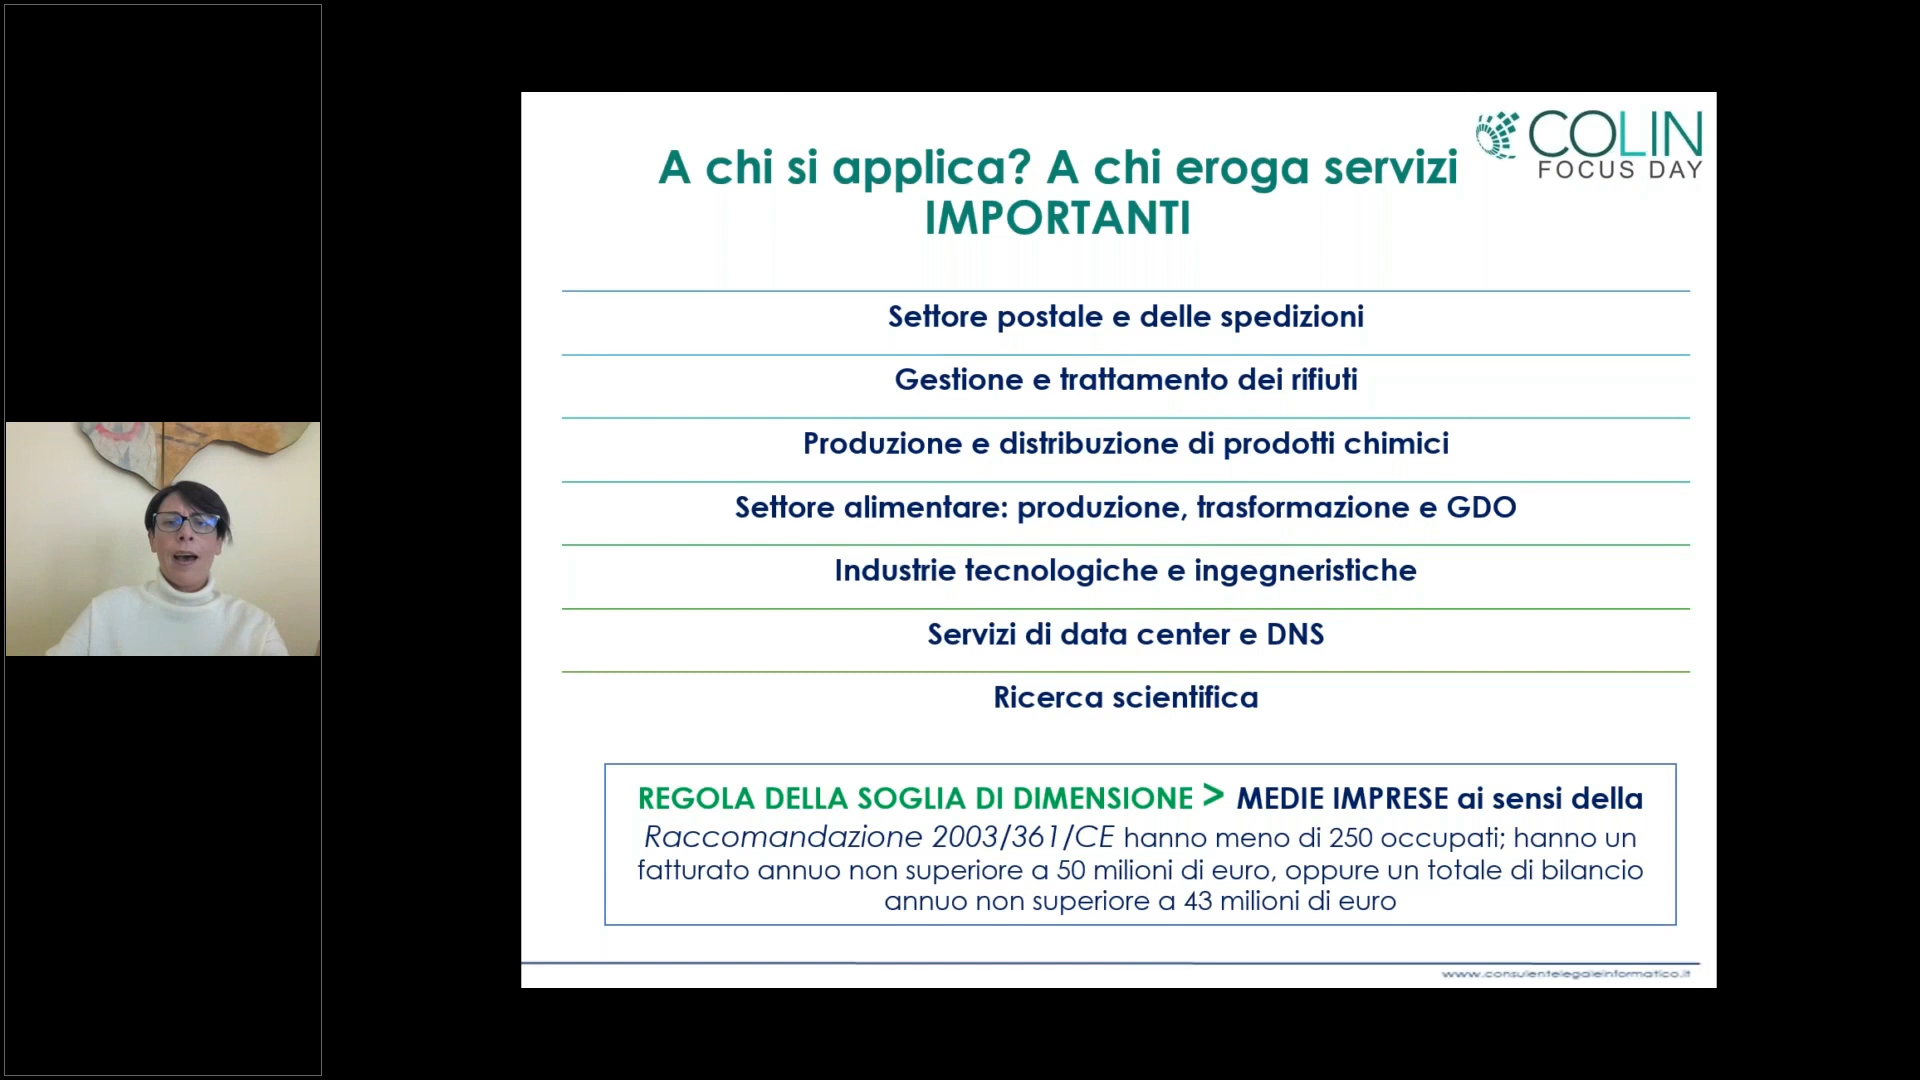 COLIN
FOCUS DAY
A chi si applica? A chi eroga servizi
IMPORTANTI
Settore postale e delle spedizioni
Gestione e trattamento dei rifiuti
Produzione e distribuzione di prodotti chimici
Settore alimentare: produzione, trasformazione e GDO
Industrie tecnologiche e ingegneristiche
Servizi di data center e DNS
Ricerca scientifica
REGOLA DELLA SOGLIA DI DIMENSIONE > MEDIE IMPRESE ai sensi della
Raccomandazione 2003/361/CE hanno meno di 250 occupati; hanno un
fatturato annuo non superiore a 50 milioni di euro, oppure un totale di bilancio
annuo non superiore a 43 milioni di euro
www.consulentelegaleinformatico.it